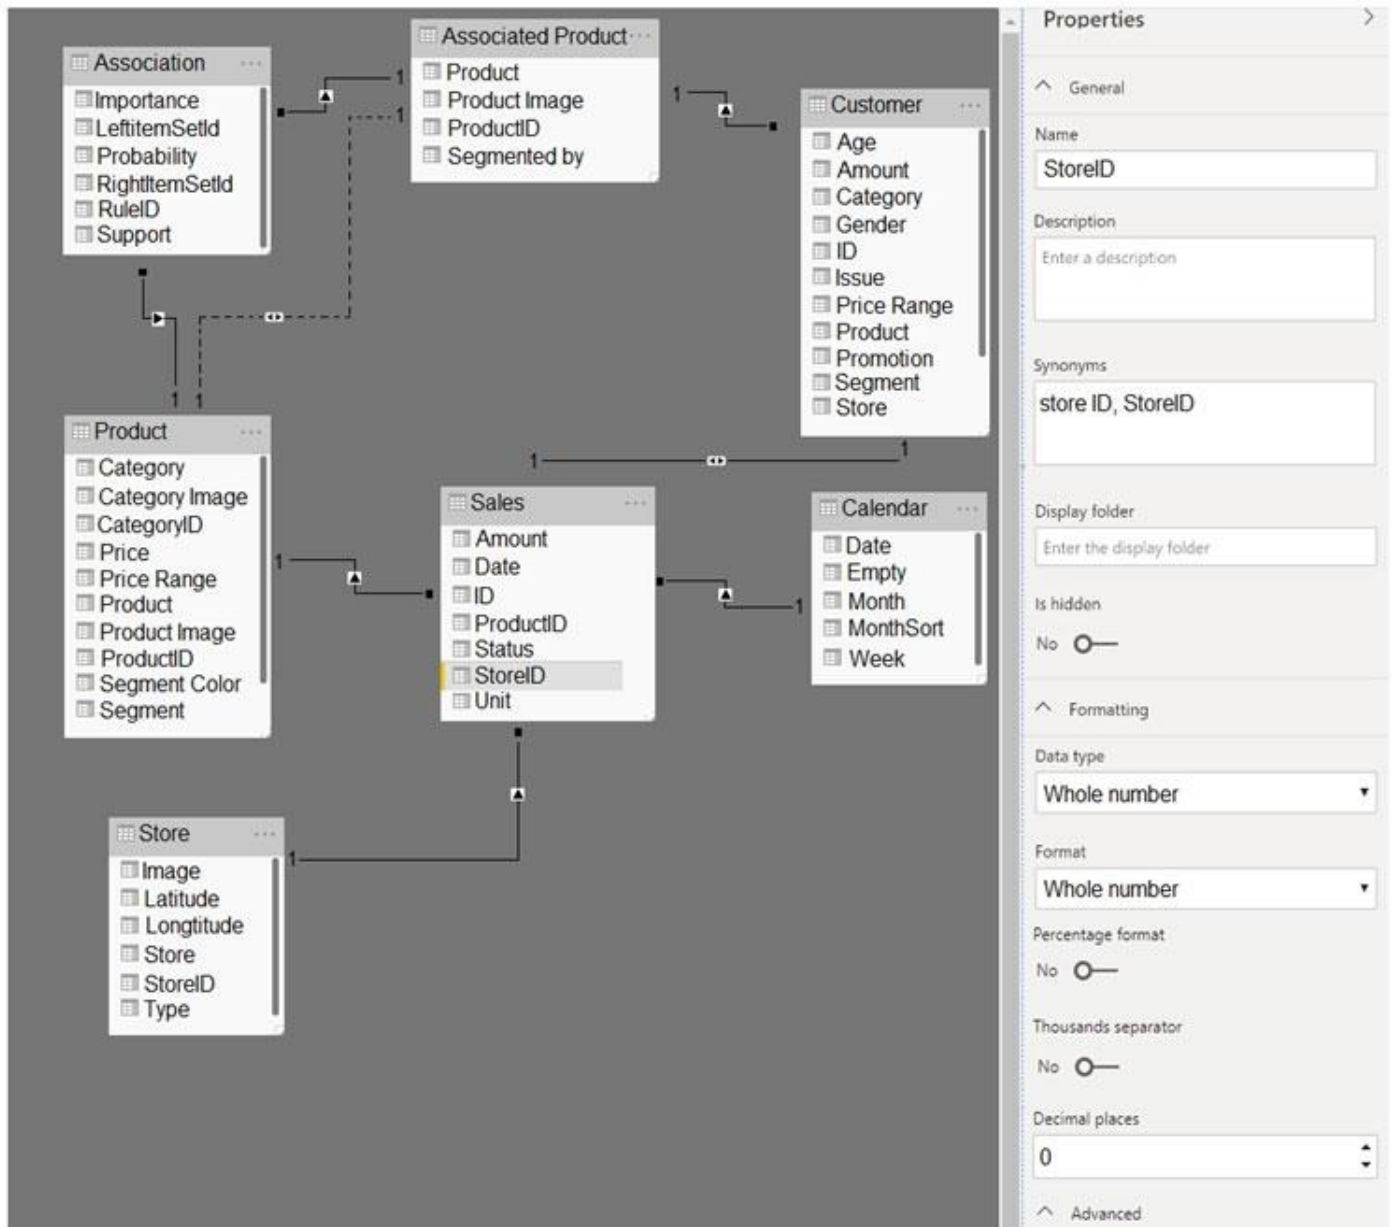 Association
Importance
LeftitemSetId
Probability
RightItemSetId
RuleID
Support
1
1
Associated Product
Product
Product Image
ProductID
Segmented by
1
Customer
Age
Amount
Category
Gender
ID
Issue
Price Range
Product
Promotion
Segment
Store
1 1
Product
Category
Category Image
CategoryID
Price
Price Range
Product
Product Image
ProductID
Segment Color
Segment
1
1
1
Sales
Amount
Date
ID
ProductID
Status
StoreID
Unit
1
Calendar
Date
Empty
Month
MonthSort
Week
Store
Image
Latitude
Longtitude
Store
StoreID
Type
1
Properties
General
Name
StoreID
Description
Enter a description
Synonyms
store ID, StoreID
Display folder
Enter the display folder
Is hidden
No
Formatting
Data type
Whole number
Format
Whole number
Percentage format
No
Thousands separator
No
Decimal places
0
Advanced